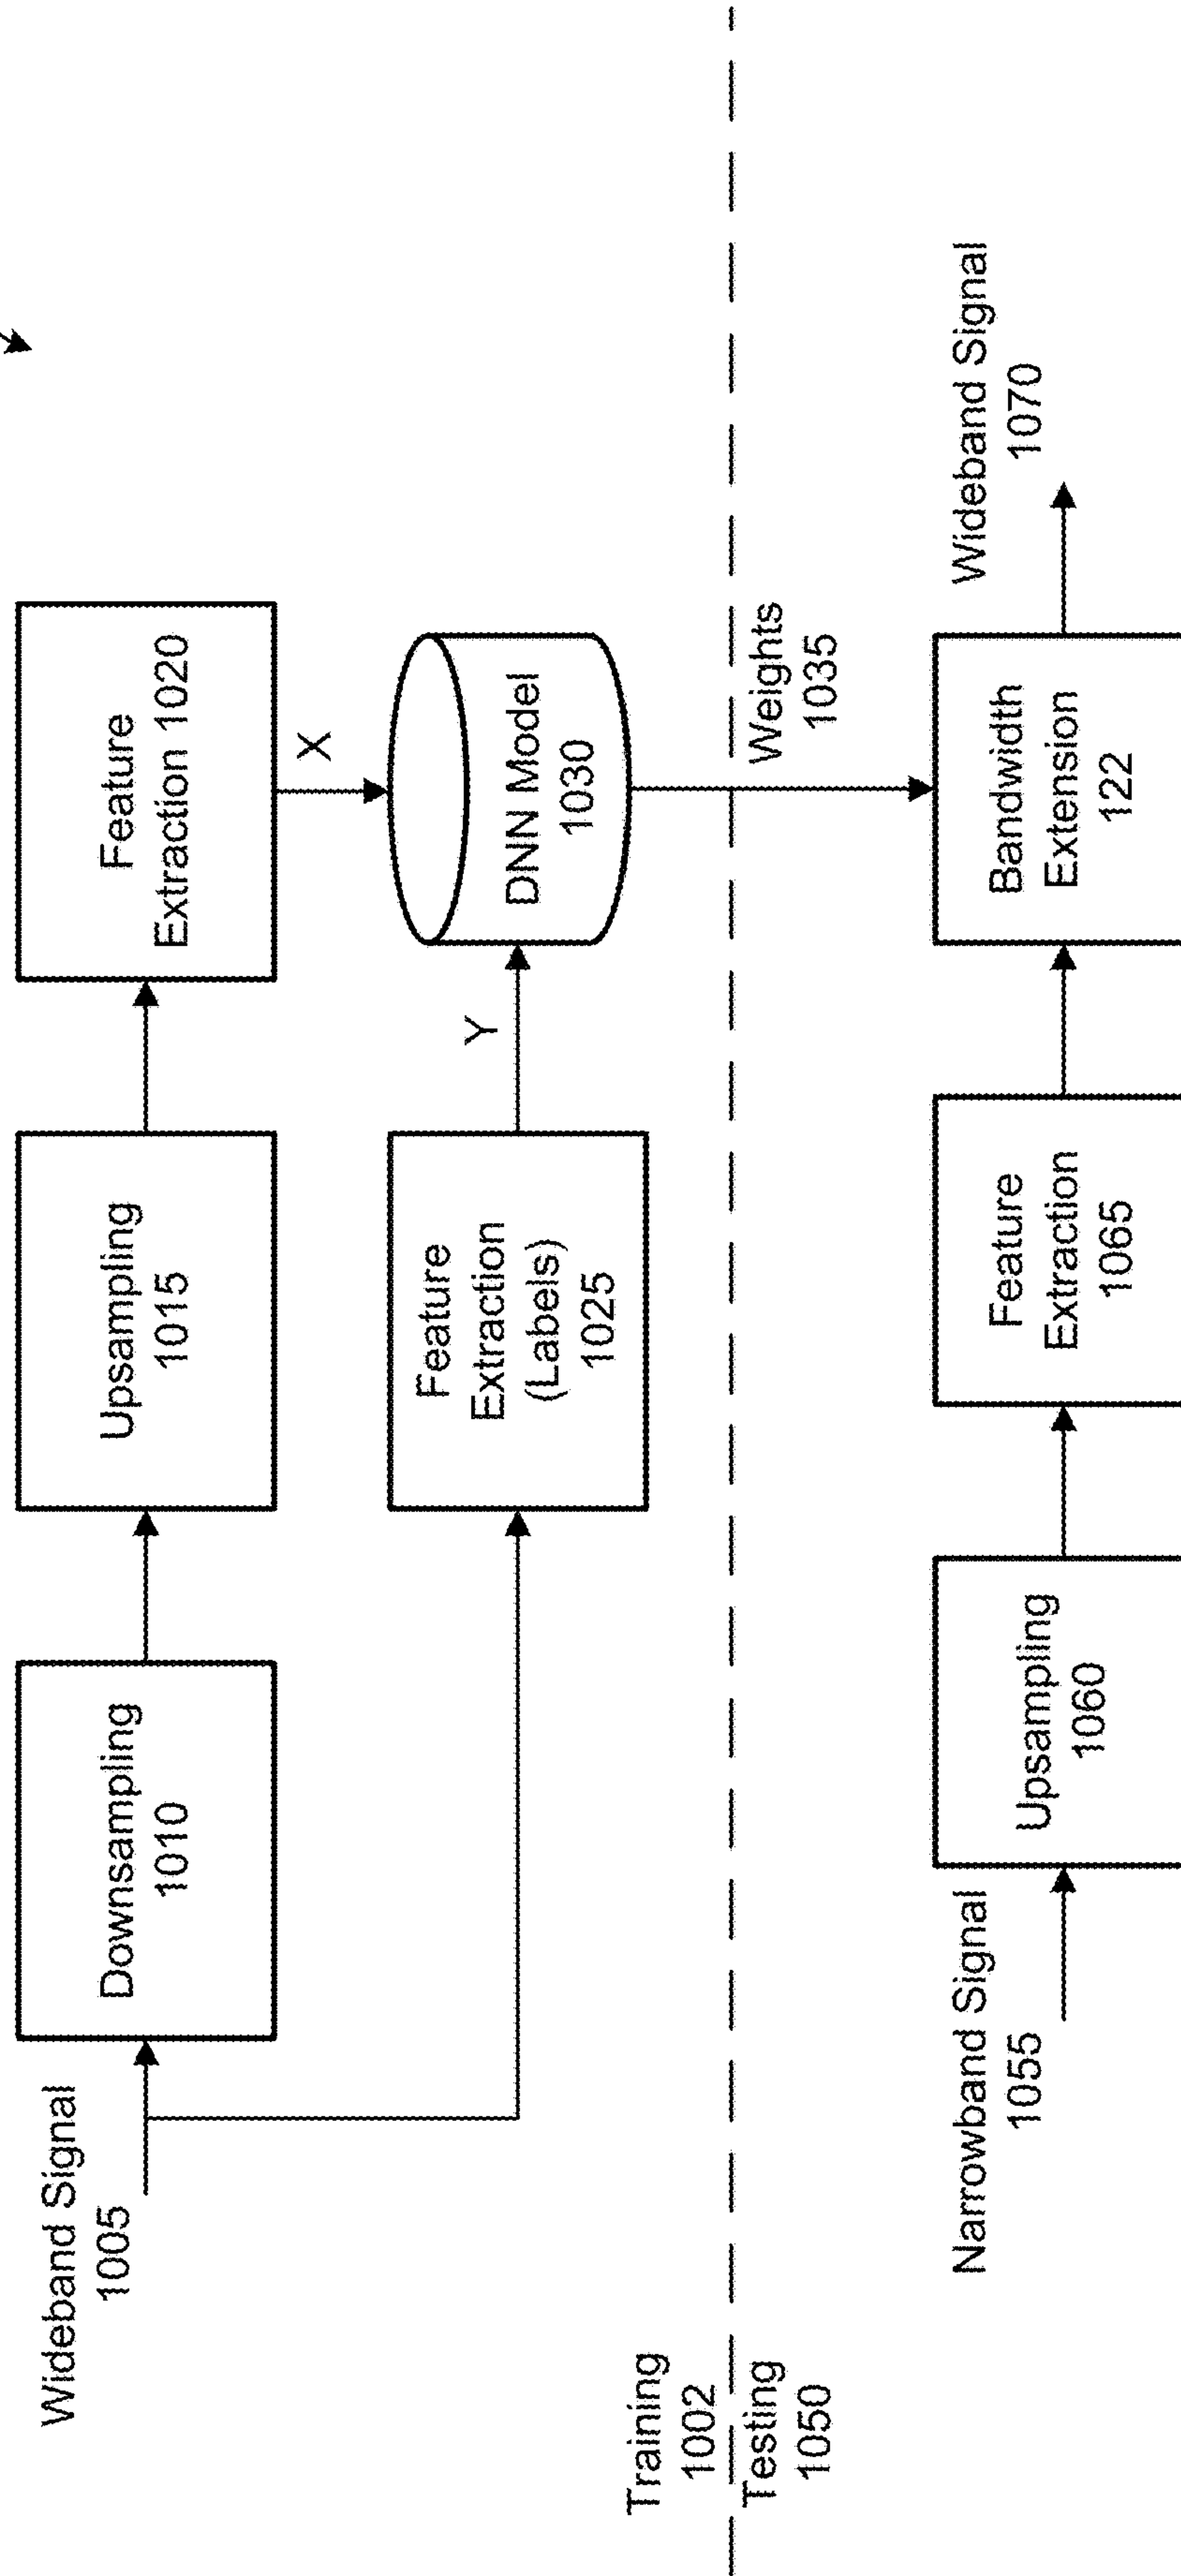 Wideband Signal
1005
Downsampling
1010
Upsampling
1015
Feature
Extraction 1020
X
Feature
Extraction
(Labels)
1025
Y
DNN Model
1030
Training
1002
Testing
1050
Weights
1035
Narrowband Signal
1055
Upsampling
1060
Feature
Extraction
1065
Bandwidth
Extension
122
Wideband Signal
1070